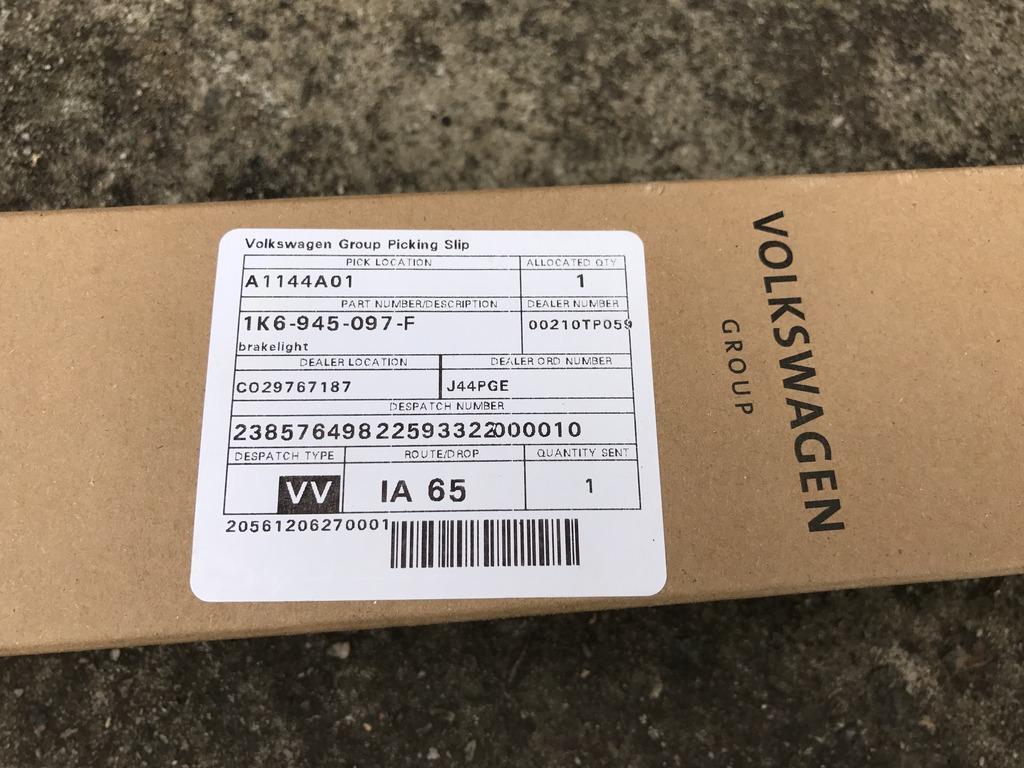 Volkswagen Group Picking Slip
PICK LOCATION ALLOCATED QTY
A1144A01 1
PART NUMBER/DESCRIPTION DEALER NUMBER
1K6-945-097-F 00210TP059
brakelight
DEALER LOCATION DEALER ORD NUMBER
C029767187 J44PGE
DESPATCH NUMBER
23857649822593322000010
DESPATCH TYPE ROUTE/DROP QUANTITY SENT
VV IA 65 1
20561206270001
VOLKSWAGEN
GROUP